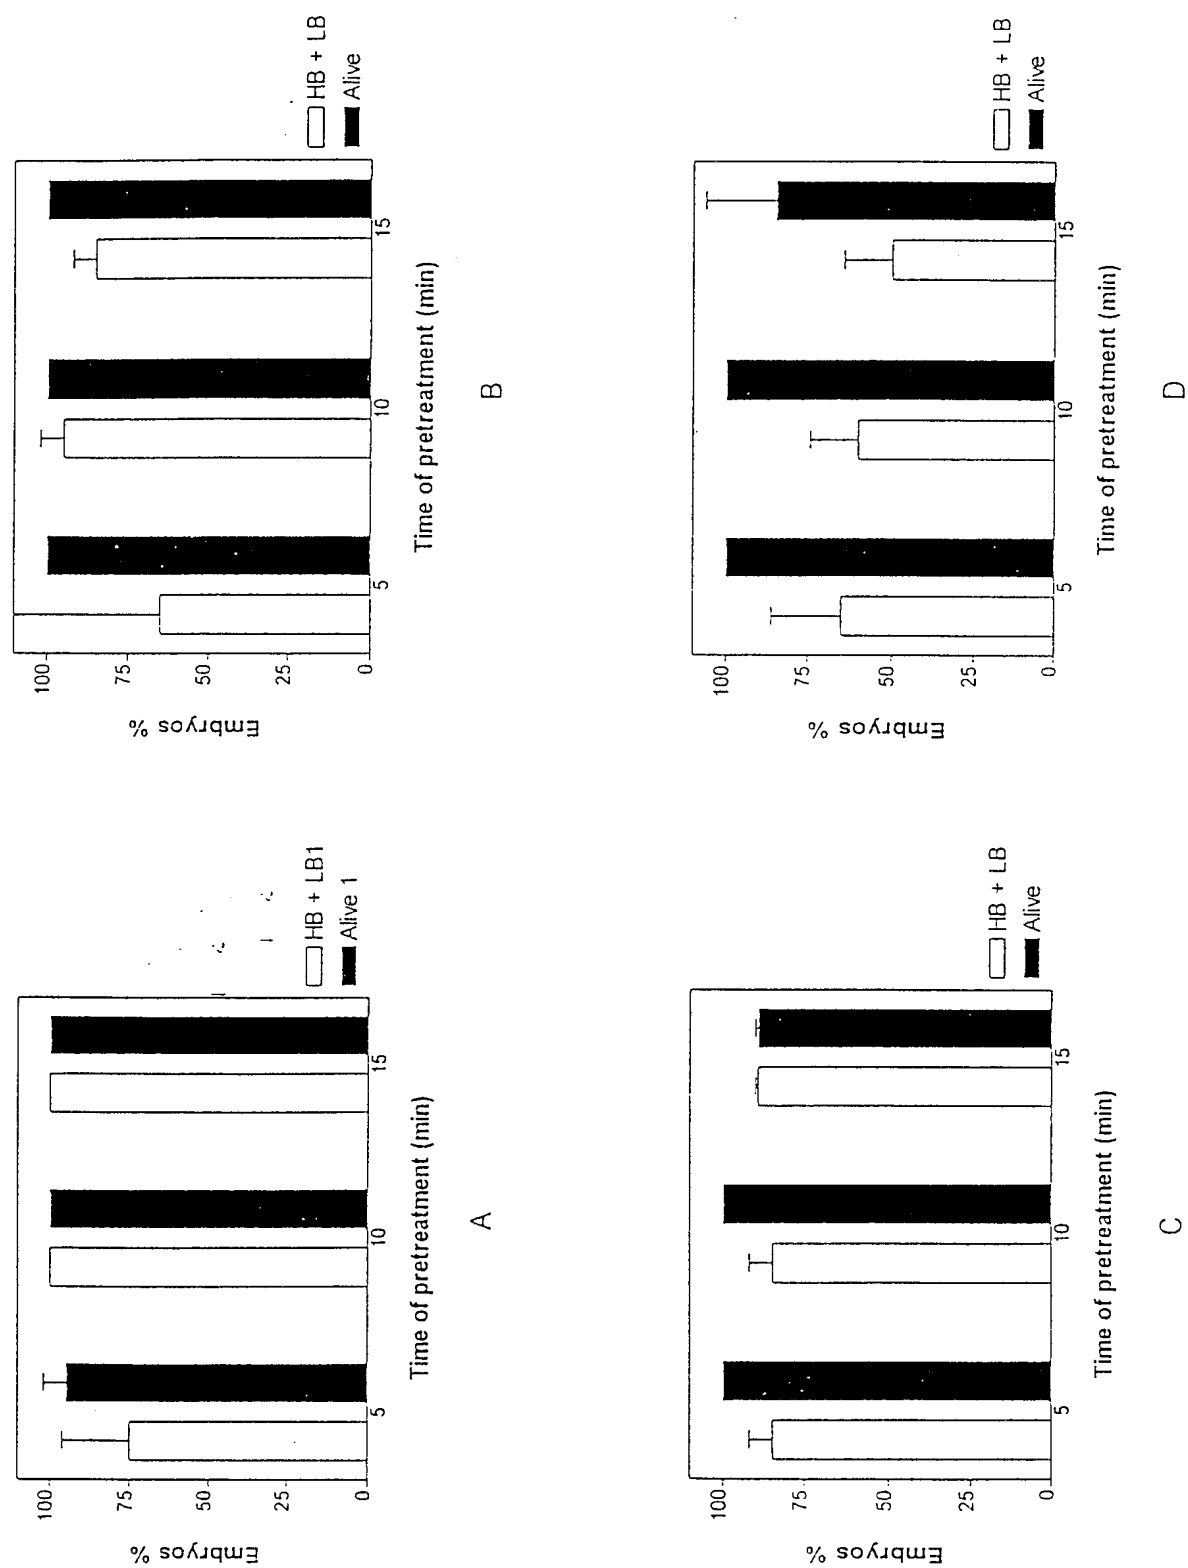 Embryos %
100
75
50
25
0
5
10
15
Time of pretreatment (min)
HB + LB1
Alive 1
A
Embryos %
100
75
50
25
0
5
10
15
Time of pretreatment (min)
HB + LB
Alive
B
Embryos %
100
75
50
25
0
5
10
15
Time of pretreatment (min)
HB + LB
Alive
C
Embryos %
100
75
50
25
0
5
10
15
Time of pretreatment (min)
HB + LB
Alive
D